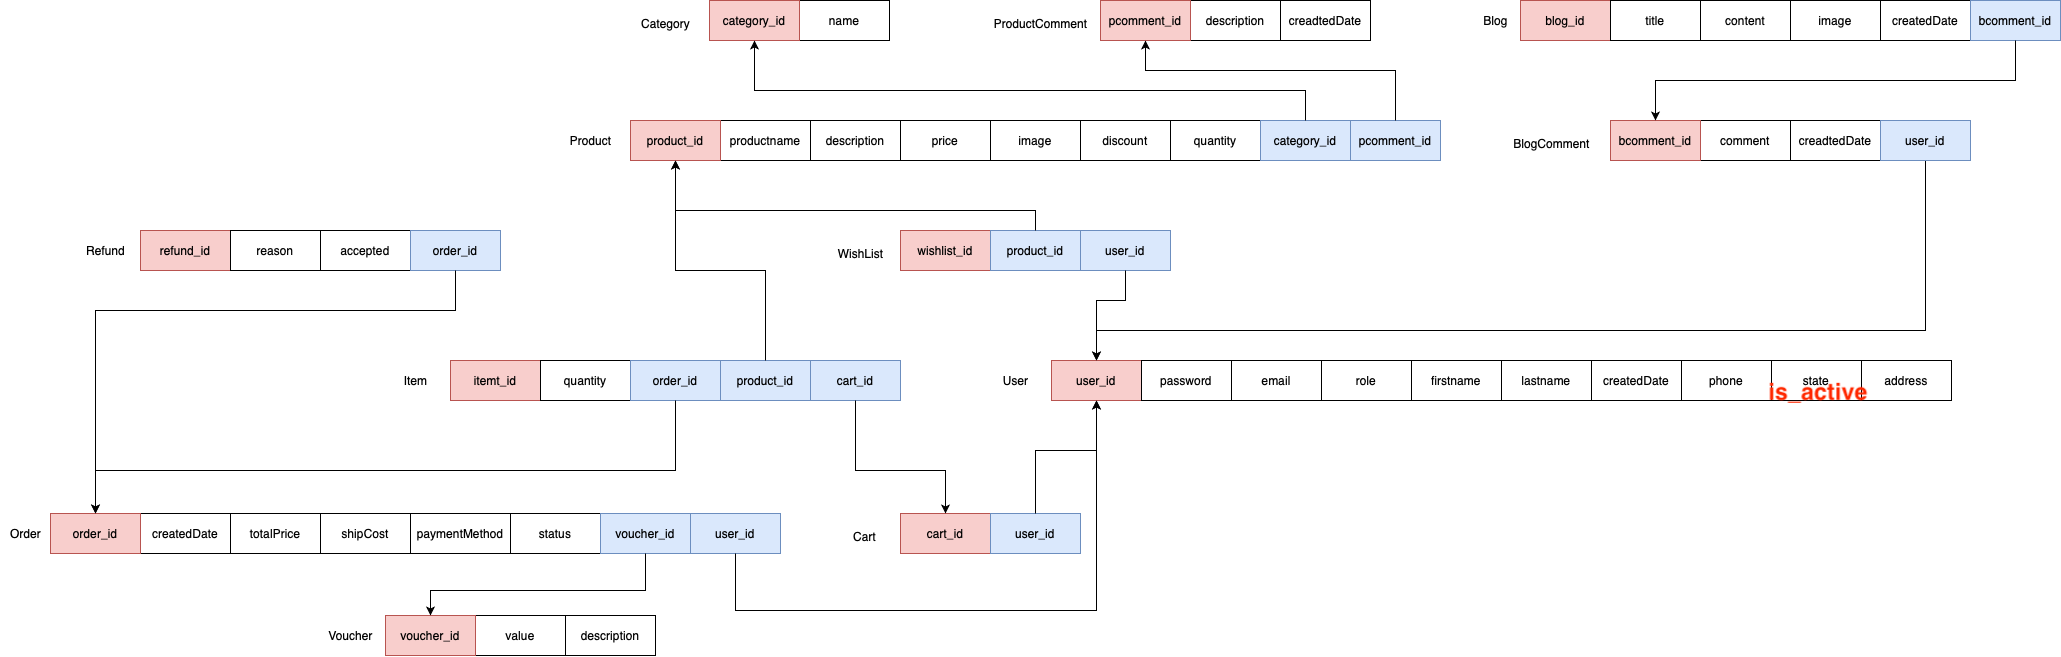 Category category_id name
ProductComment pcomment_id description creadtedDate
Blog blog_id title content image createdDate bcomment_id
Product product_id productname description price image discount quantity category_id pcomment_id
BlogComment bcomment_id comment creadtedDate user_id
Refund refund_id reason accepted order_id
WishList wishlist_id product_id user_id
Item itemt_id quantity order_id product_id cart_id
User user_id password email role firstname lastname createdDate phone state address
is_active
Order order_id createdDate totalPrice shipCost paymentMethod status voucher_id user_id
Cart cart_id user_id
Voucher voucher_id value description